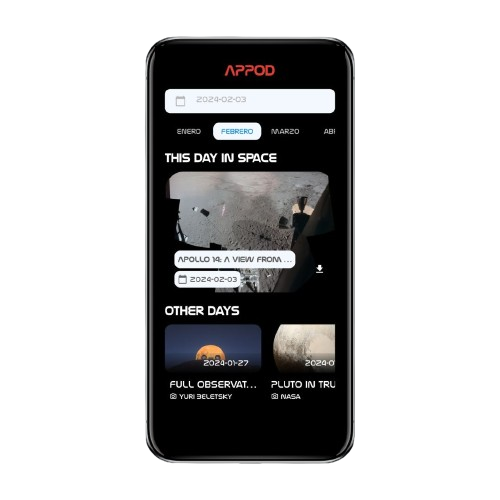 APPOD
2024-02-03
ENERO FEBRERO MARZO AB
THIS DAY IN SPACE
APOLLO 14: A VIEW FROM ...
2024-02-03
OTHER DAYS
2024-01-27 2024-0
FULL OBSERVAT... PLUTO IN TRU
YURI BELETSKY NASA